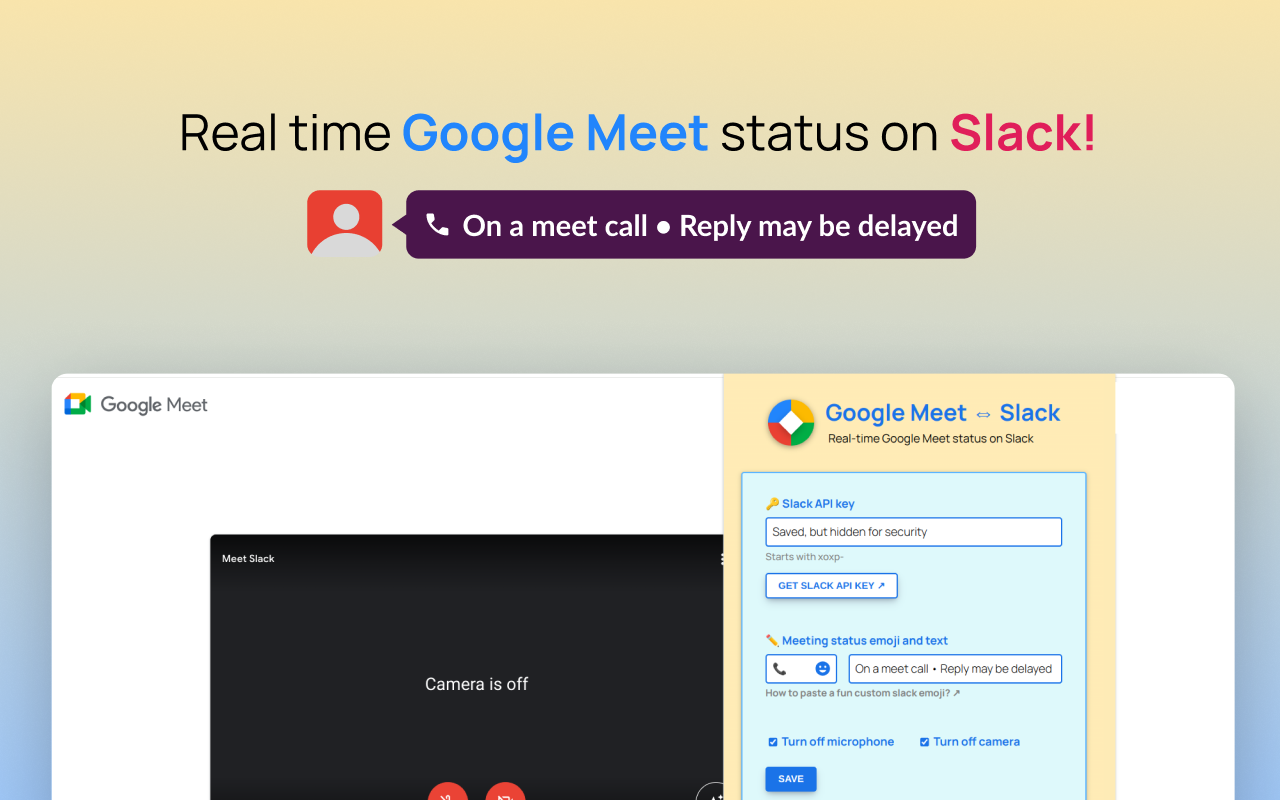 Real time Google Meet status on Slack!
On a meet call • Reply may be delayed
Google Meet
Google Meet ⇔ Slack
Real-time Google Meet status on Slack
🔑 Slack API key
Saved, but hidden for security
Starts with xoxp-
GET SLACK API KEY ↗
Meet Slack
Camera is off
✏️ Meeting status emoji and text
On a meet call • Reply may be delayed
How to paste a fun custom slack emoji? ↗
Turn off microphone Turn off camera
SAVE